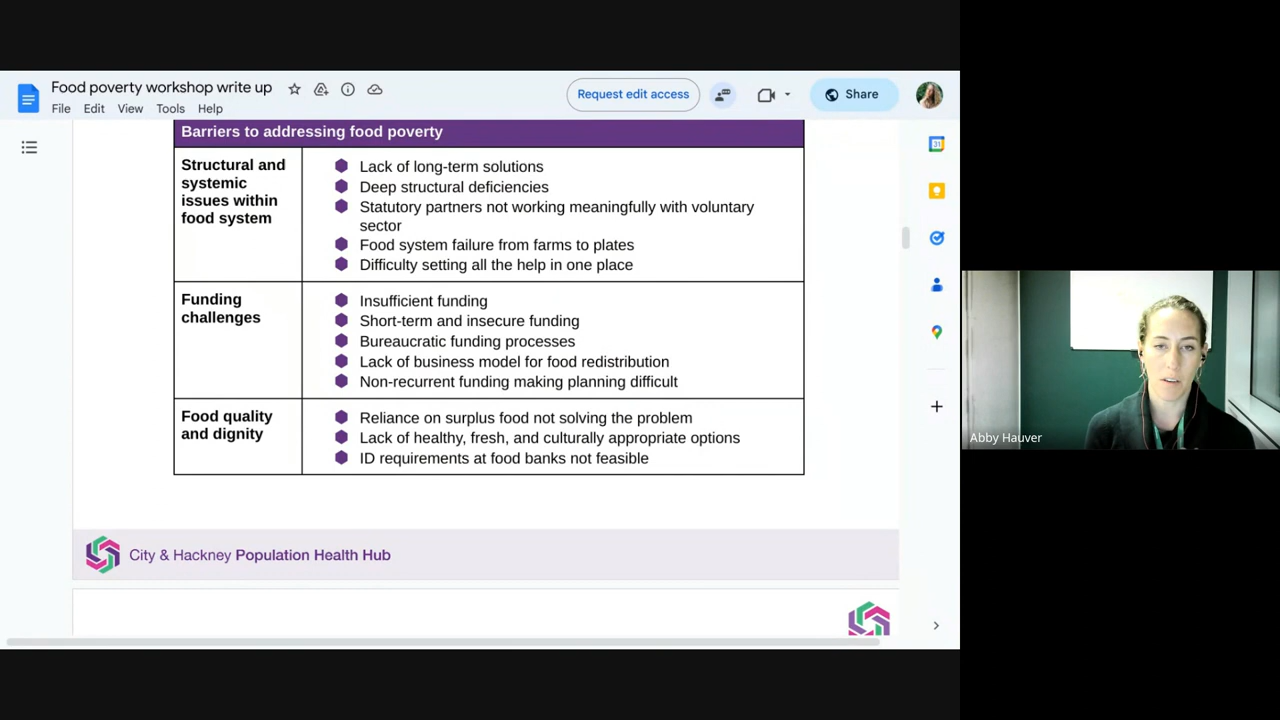 Food poverty workshop write up
File Edit View Tools Help
Request edit access
Share
Barriers to addressing food poverty
Structural and
systemic
issues within
food system
Lack of long-term solutions
Deep structural deficiencies
Statutory partners not working meaningfully with voluntary
sector
Food system failure from farms to plates
Difficulty setting all the help in one place
Funding
challenges
Insufficient funding
Short-term and insecure funding
Bureaucratic funding processes
Lack of business model for food redistribution
Non-recurrent funding making planning difficult
Food quality
and dignity
Reliance on surplus food not solving the problem
Lack of healthy, fresh, and culturally appropriate options
ID requirements at food banks not feasible
City & Hackney Population Health Hub
31
Abby Hauver